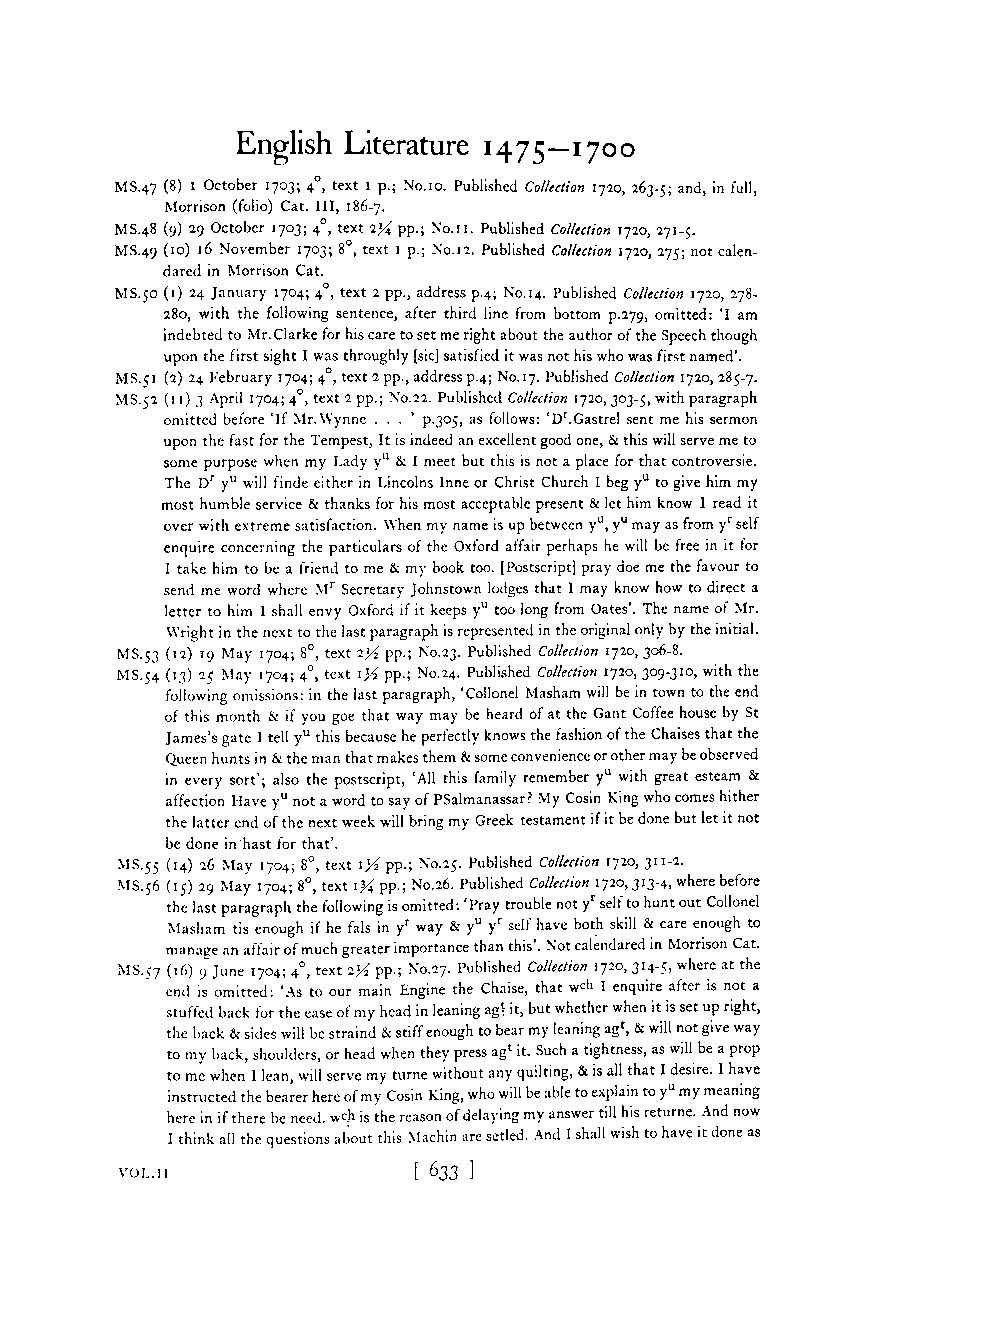 English Literature 1475–1700
MS.47 (8) 1 October 1703; 4°, text 1 p.; No.10. Published Collection 1720, 263-5; and, in full,
Morrison (folio) Cat. III, 186-7.
MS.48 (9) 29 October 1703; 4°, text 2¼ pp.; No.11. Published Collection 1720, 271-5.
MS.49 (10) 16 November 1703; 8°, text 1 p.; No.12. Published Collection 1720, 275; not calen-
dared in Morrison Cat.
MS.50 (1) 24 January 1704; 4°, text 2 pp., address p.4; No.14. Published Collection 1720, 278-
280, with the following sentence, after third line from bottom p.279, omitted: 'I am
indebted to Mr.Clarke for his care to set me right about the author of the Speech though
upon the first sight I was throughly [sic] satisfied it was not his who was first named'.
MS.51 (2) 24 February 1704; 4°, text 2 pp., address p.4; No.17. Published Collection 1720, 285-7.
MS.52 (11) 3 April 1704; 4°, text 2 pp.; No.22. Published Collection 1720, 303-5, with paragraph
omitted before 'If Mr.Wynne . . . ' p.305, as follows: 'Dʳ.Gastrel sent me his sermon
upon the fast for the Tempest, It is indeed an excellent good one, & this will serve me to
some purpose when my Lady yᵘ & I meet but this is not a place for that controversie.
The Dʳ yᵘ will finde either in Lincolns Inne or Christ Church I beg yᵘ to give him my
most humble service & thanks for his most acceptable present & let him know I read it
over with extreme satisfaction. When my name is up between yᵘ, yᵘ may as from yʳ self
enquire concerning the particulars of the Oxford affair perhaps he will be free in it for
I take him to be a friend to me & my book too. [Postscript] pray doe me the favour to
send me word where Mʳ Secretary Johnstown lodges that I may know how to direct a
letter to him I shall envy Oxford if it keeps yᵘ too long from Oates'. The name of Mr.
Wright in the next to the last paragraph is represented in the original only by the initial.
MS.53 (12) 19 May 1704; 8°, text 2½ pp.; No.23. Published Collection 1720, 306-8.
MS.54 (13) 25 May 1704; 4°, text 1½ pp.; No.24. Published Collection 1720, 309-310, with the
following omissions: in the last paragraph, 'Collonel Masham will be in town to the end
of this month & if you goe that way may be heard of at the Gant Coffee house by St
James's gate I tell yᵘ this because he perfectly knows the fashion of the Chaises that the
Queen hunts in & the man that makes them & some convenience or other may be observed
in every sort'; also the postscript, 'All this family remember yᵘ with great esteam &
affection Have yᵘ not a word to say of PSalmanassar? My Cosin King who comes hither
the latter end of the next week will bring my Greek testament if it be done but let it not
be done in hast for that'.
MS.55 (14) 26 May 1704; 8°, text 1½ pp.; No.25. Published Collection 1720, 311-2.
MS.56 (15) 29 May 1704; 8°, text 1¾ pp.; No.26. Published Collection 1720, 313-4, where before
the last paragraph the following is omitted: 'Pray trouble not yʳ self to hunt out Collonel
Masham tis enough if he fals in yʳ way & yᵘ yʳ self have both skill & care enough to
manage an affair of much greater importance than this'. Not calendared in Morrison Cat.
MS.57 (16) 9 June 1704; 4°, text 2½ pp.; No.27. Published Collection 1720, 314-5, where at the
end is omitted: 'As to our main Engine the Chaise, that wᶜʰ I enquire after is not a
stuffed back for the ease of my head in leaning agᵗ it, but whether when it is set up right,
the back & sides will be straind & stiff enough to bear my leaning agᵗ, & will not give way
to my back, shoulders, or head when they press agᵗ it. Such a tightness, as will be a prop
to me when I lean, will serve my turne without any quilting, & is all that I desire. I have
instructed the bearer here of my Cosin King, who will be able to explain to yᵘ my meaning
here in if there be need. wᶜʰ is the reason of delaying my answer till his returne. And now
I think all the questions about this Machin are setled. And I shall wish to have it done as
VOL.II [ 633 ]